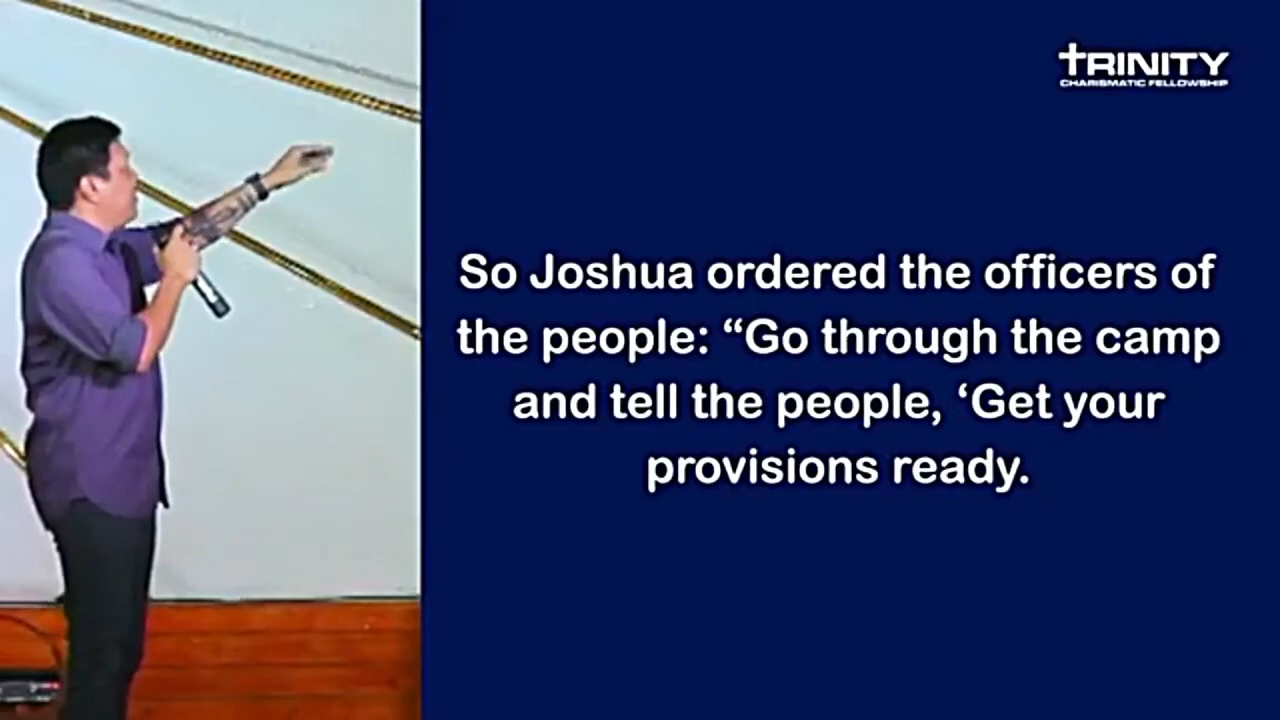 TRINITY
CHARISMATIC FELLOWSHIP
So Joshua ordered the officers of
the people: “Go through the camp
and tell the people, ‘Get your
provisions ready.